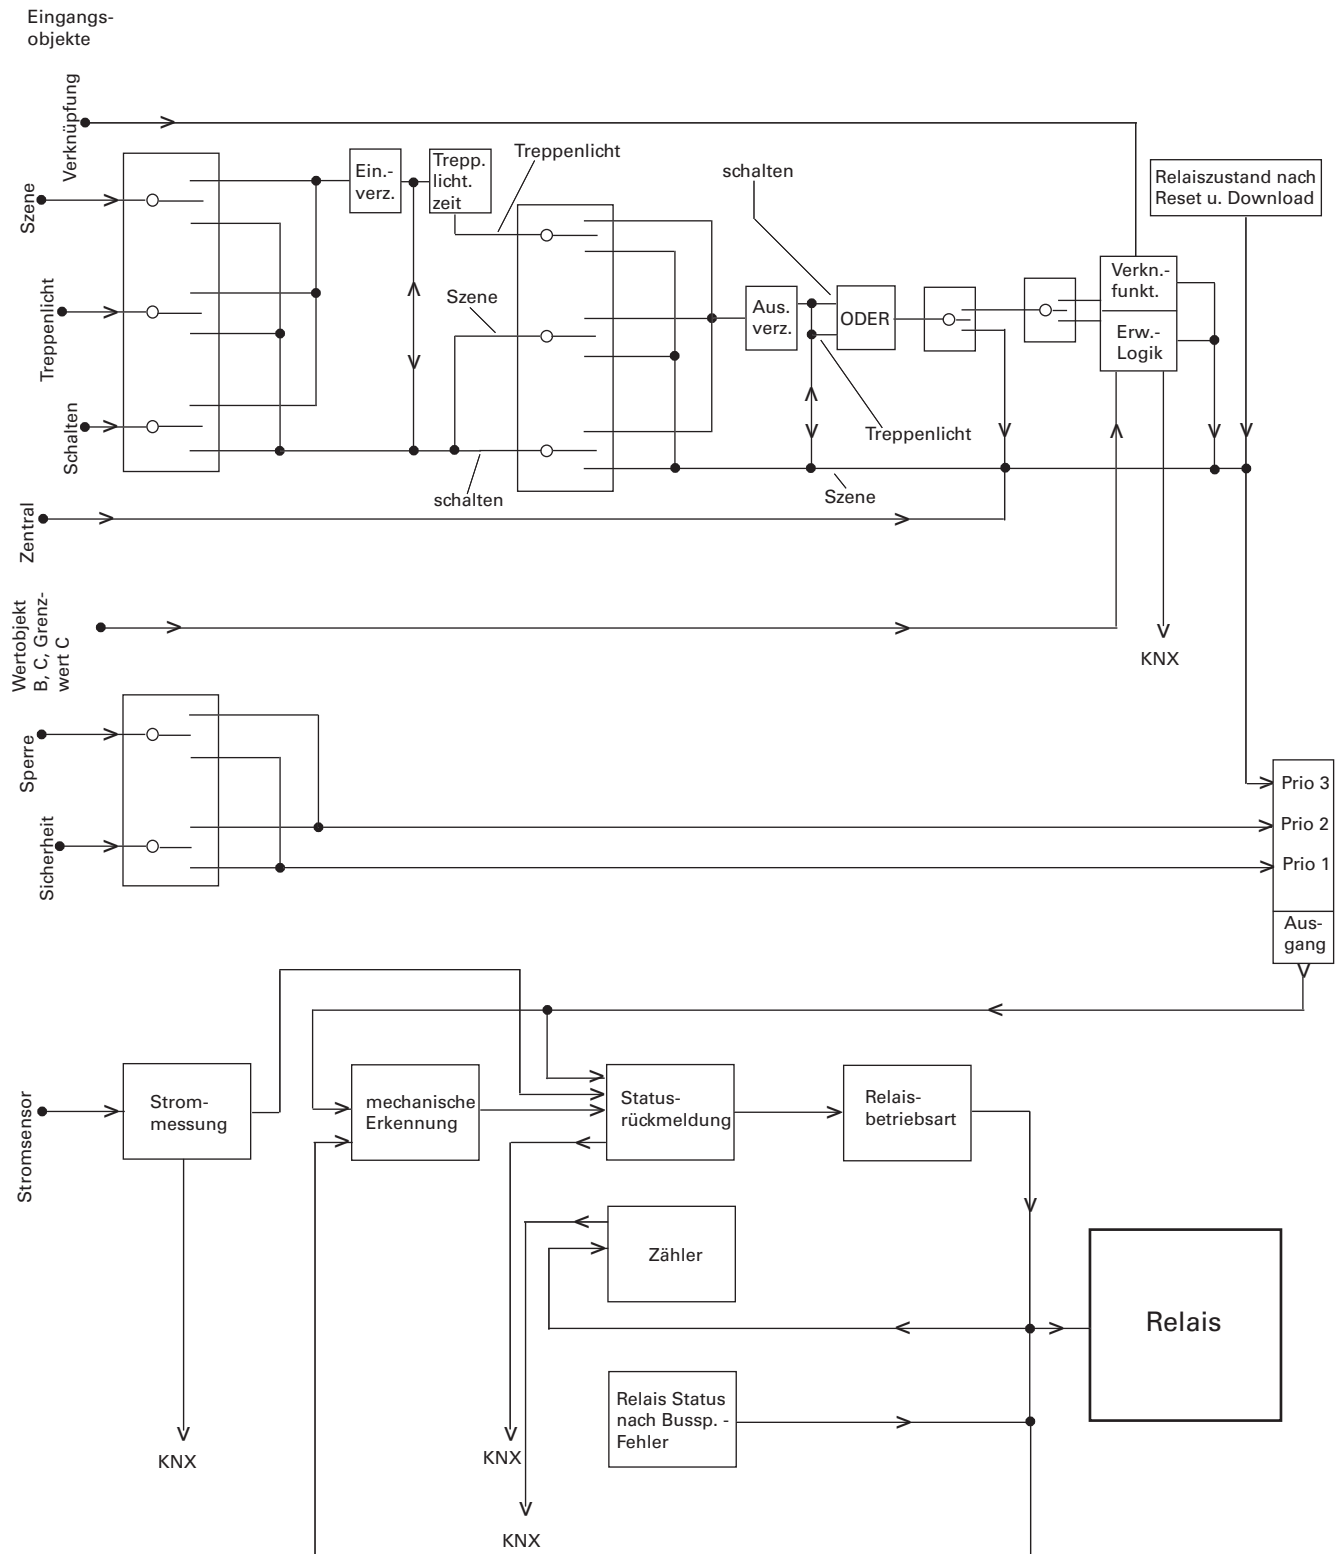 Eingangs-
objekte
Verknüpfung
Szene
Treppenlicht
Schalten
Zentral
Wertobjekt
B, C, Grenz-
wert C
Sperre
Sicherheit
Stromsensor
Ein.-
verz.
Trepp.
licht.
zeit
Treppenlicht
Szene
schalten
schalten
Aus.
verz.
ODER
Treppenlicht
Szene
Verkn.-
funkt.
Erw.-
Logik
Relaiszustand nach
Reset u. Download
KNX
Prio 3
Prio 2
Prio 1
Aus-
gang
Strom-
messung
mechanische
Erkennung
Status-
rückmeldung
Relais-
betriebsart
Zähler
Relais
Relais Status
nach Bussp. -
Fehler
KNX
KNX
KNX